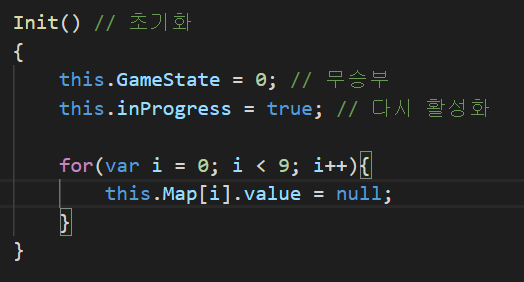 Init() // 초기화
{
this.GameState = 0; // 무승부
this.inProgress = true; // 다시 활성화
for(var i = 0; i < 9; i++){
this.Map[i].value = null;
}
}